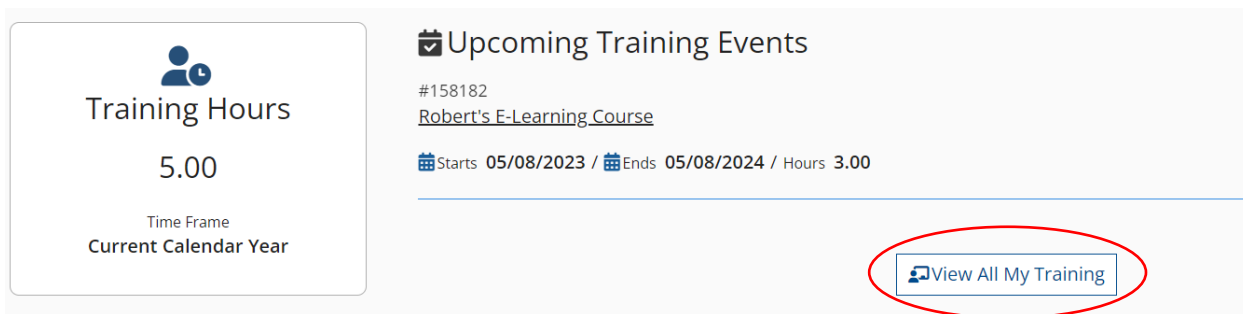 Training Hours
5.00
Time Frame
Current Calendar Year
Upcoming Training Events
#158182
Robert's E-Learning Course
Starts 05/08/2023 / Ends 05/08/2024 / Hours 3.00
View All My Training